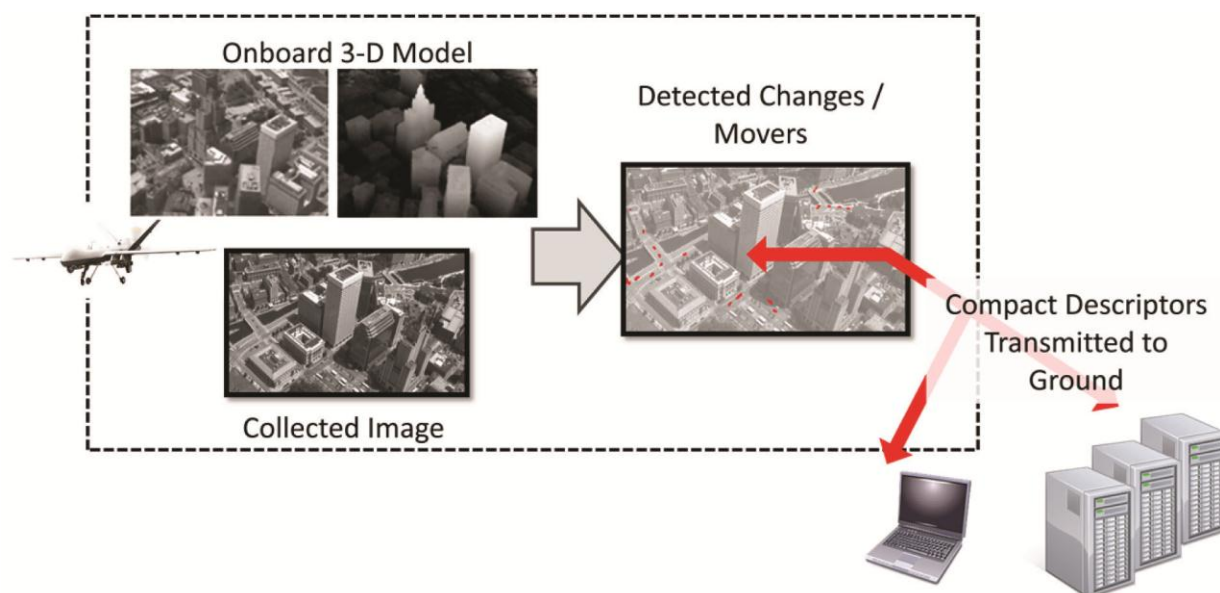 Onboard 3-D Model
Detected Changes /
Movers
Collected Image
Compact Descriptors
Transmitted to
Ground